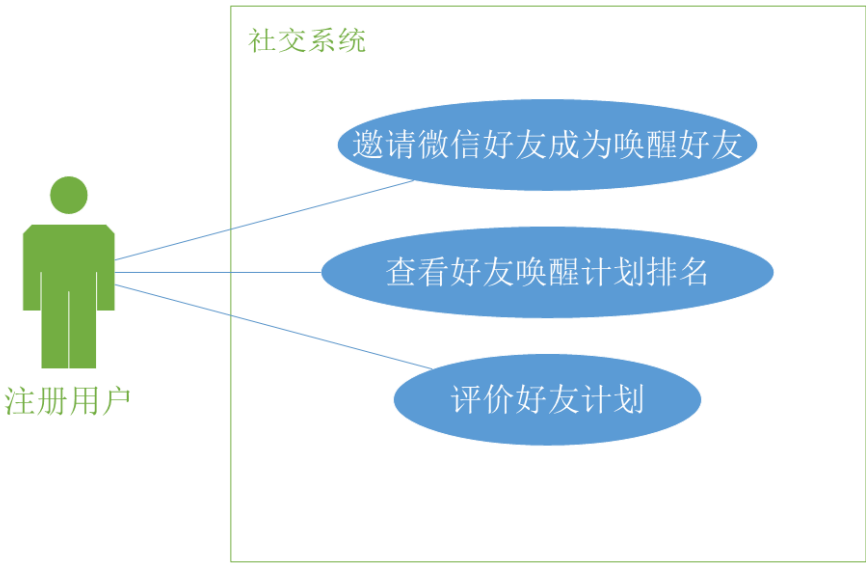 社交系统
邀请微信好友成为唤醒好友
查看好友唤醒计划排名
评价好友计划
注册用户